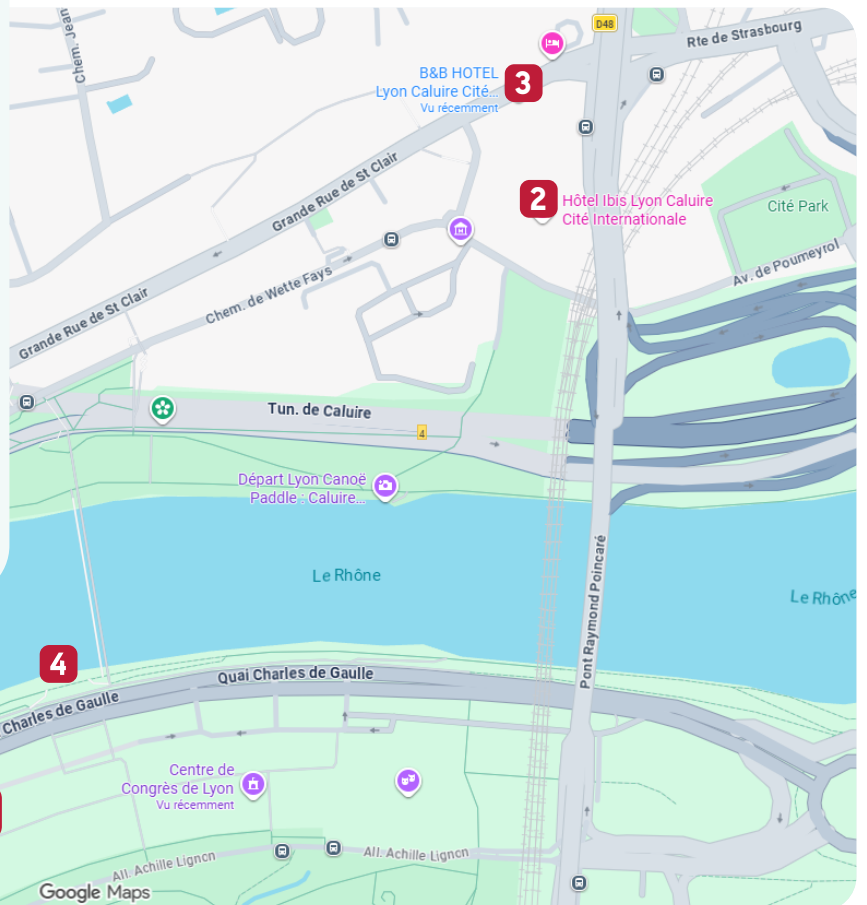 D48
Rte de Strasbourg
Chem. Jean
B&B HOTEL
Lyon Caluire Cité...
Vu récemment
3
2
Hôtel Ibis Lyon Caluire
Cité Internationale
Cité Park
Grande Rue de St Clair
Av. de Poumeyrol
Chem. de Wette Fays
Grande Rue de St Clair
Tun. de Caluire
4
Départ Lyon Canoë
Paddle : Caluire...
Le Rhône
Le Rhône
Pont Raymond Poincaré
4
Quai Charles de Gaulle
Charles de Gaulle
Centre de
Congrès de Lyon
Vu récemment
All. Achille Lignon
All. Achille Lignon
Google Maps